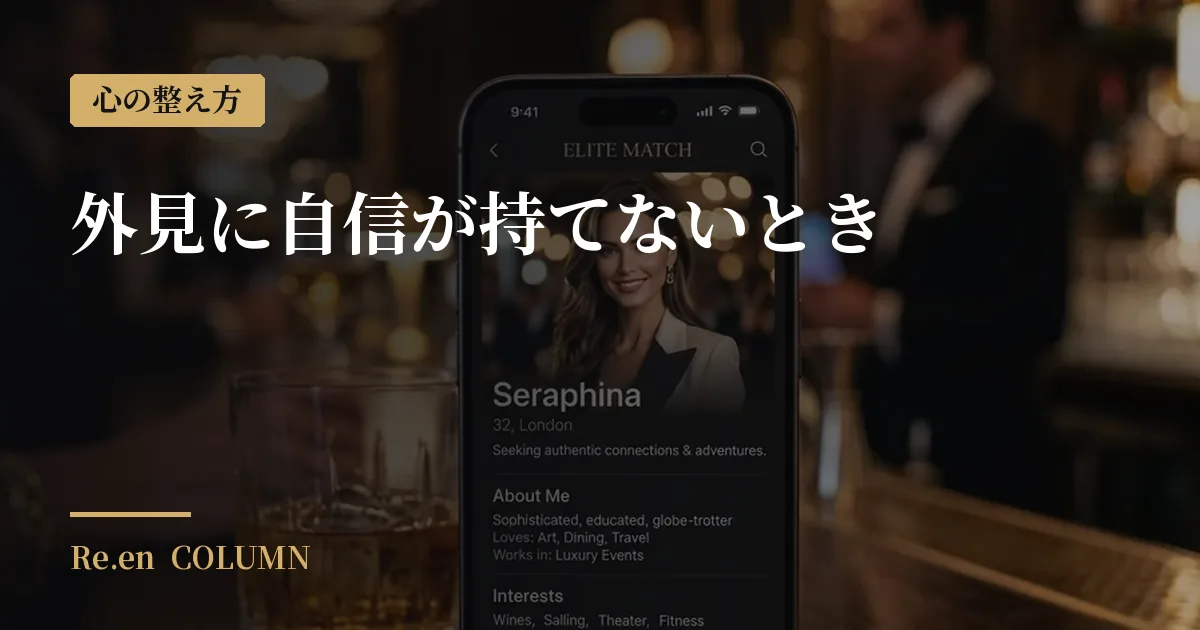 心の整え方
外見に自信が持てないとき
9:41
ELITE MATCH
Seraphina
32, London
Seeking authentic connections & adventures.
About Me
Sophisticated, educated, globe-trotter
Loves: Art, Dining, Travel
Works in: Luxury Events
Interests
Wines, Salling, Theater, Fitness
Re.en COLUMN